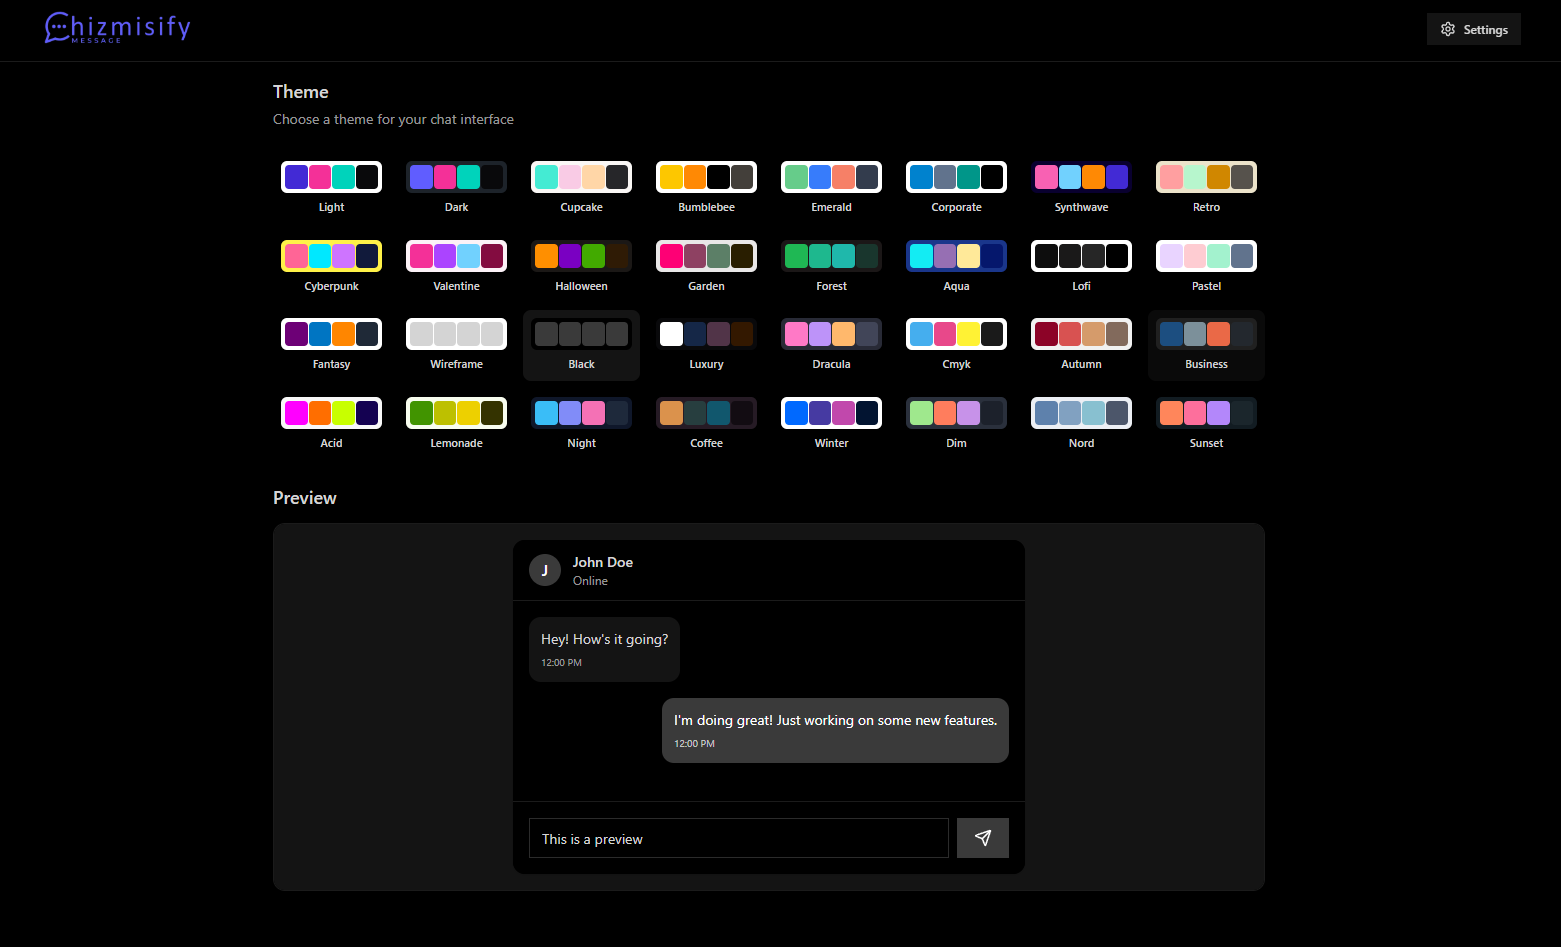 Chizmisify
MESSAGE
Settings
Theme
Choose a theme for your chat interface
Light Dark Cupcake Bumblebee Emerald Corporate Synthwave Retro
Cyberpunk Valentine Halloween Garden Forest Aqua Lofi Pastel
Fantasy Wireframe Black Luxury Dracula Cmyk Autumn Business
Acid Lemonade Night Coffee Winter Dim Nord Sunset
Preview
J
John Doe
Online
Hey! How's it going?
12:00 PM
I'm doing great! Just working on some new features.
12:00 PM
This is a preview